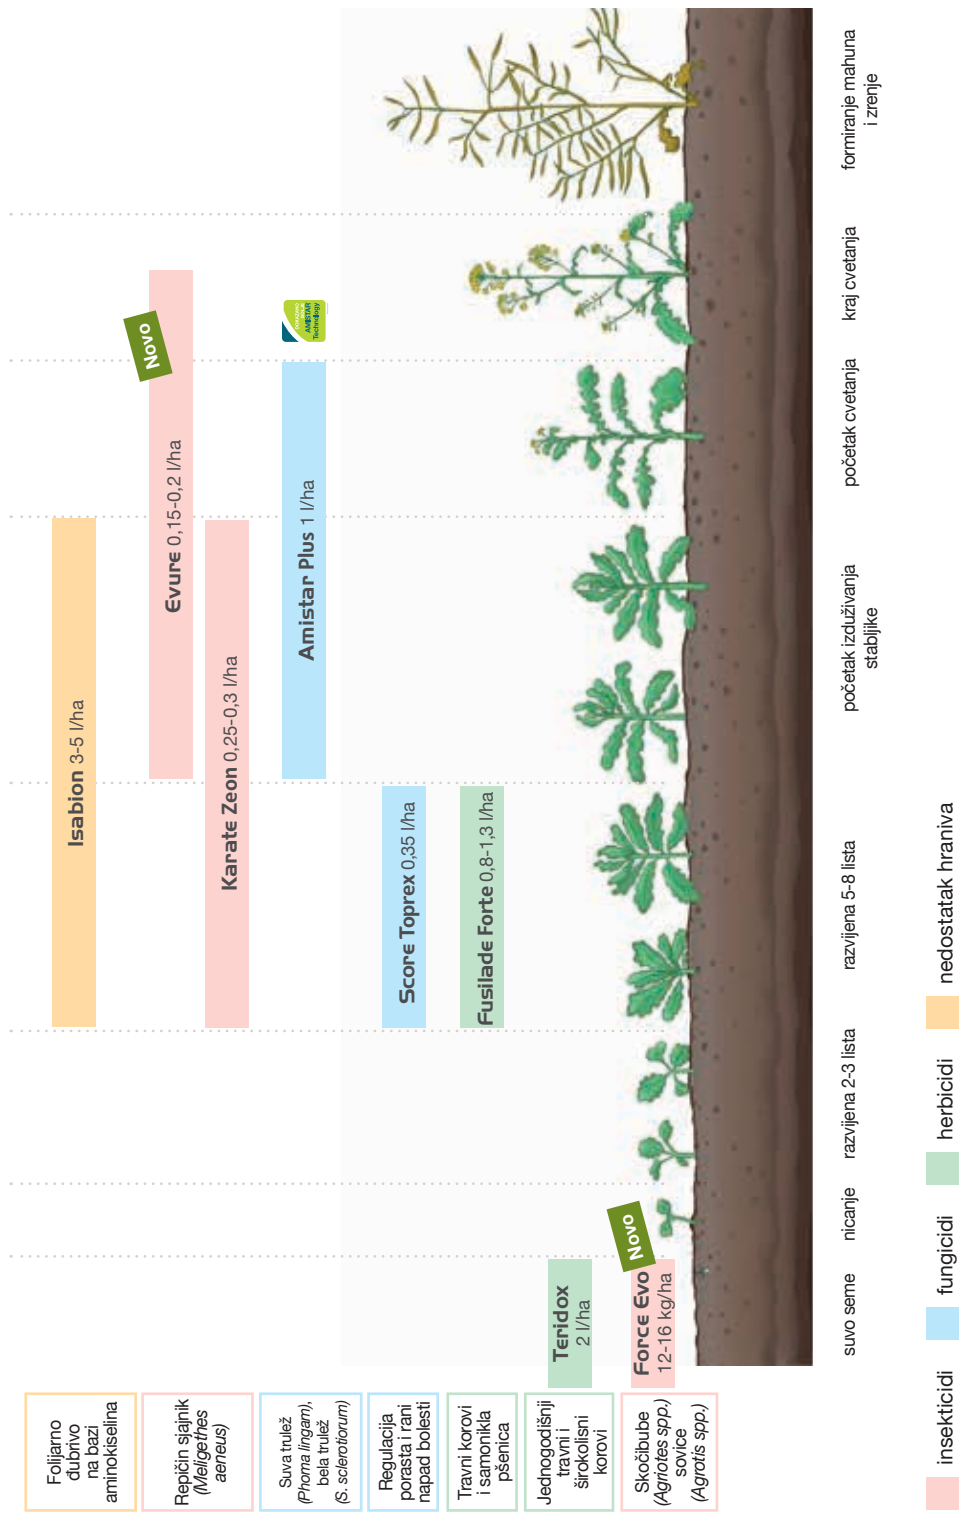 Folijarno
đubrivo
na bazi
aminokiselina
Isabion 3-5 l/ha
Repičin sjajnik
(Meligethes
aeneus)
Evure 0,15-0,2 l/ha
Novo
Karate Zeon 0,25-0,3 l/ha
Suva trulež
(Phoma lingam),
bela trulež
(S. sclerotiorum)
Amistar Plus 1 l/ha
AMISTAR
Technology
Regulacija
porasta i rani
napad bolesti
Score Toprex 0,35 l/ha
Travni korovi
i samonikla
pšenica
Fusilade Forte 0,8-1,3 l/ha
Jednogodišnji
travni i
širokolisni
korovi
Teridox
2 l/ha
Skočibube
(Agriotes spp.)
sovice
(Agrotis spp.)
Force Evo
12-16 kg/ha
Novo
suvo seme
nicanje
razvijena 2-3 lista
razvijena 5-8 lista
početak izduživanja
stabljike
početak cvetanja
kraj cvetanja
formiranje mahuna
i zrenje
insekticidi
fungicidi
herbicidi
nedostatak hraniva